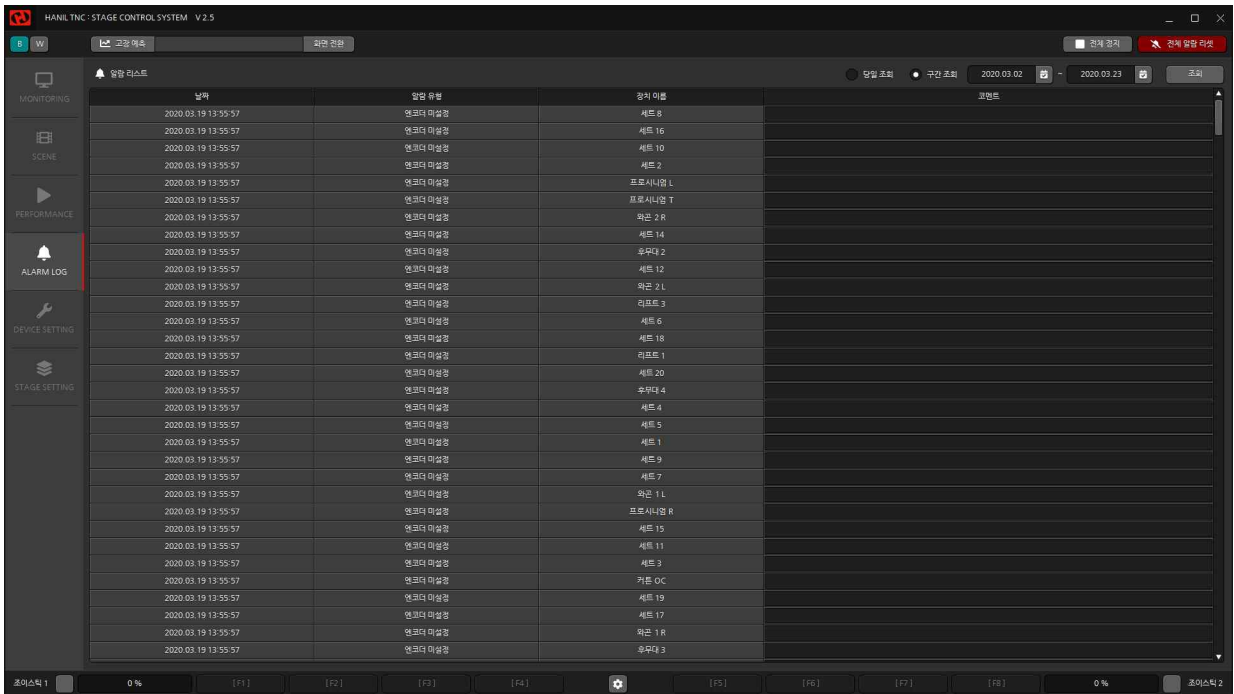 HANIL TNC : STAGE CONTROL SYSTEM V 2.5
B W 고장 예측 화면 전환 전체 정지 전체 알람 리셋
알람 리스트 당일 조회 구간 조회 2020.03.02 ~ 2020.03.23 조회
MONITORING
SCENE
PERFORMANCE
ALARM LOG
DEVICE SETTING
STAGE SETTING
날짜 알람 유형 장치 이름 코멘트
2020.03.19 13:55:57 엔코더 미설정 세트 8
2020.03.19 13:55:57 엔코더 미설정 세트 16
2020.03.19 13:55:57 엔코더 미설정 세트 10
2020.03.19 13:55:57 엔코더 미설정 세트 2
2020.03.19 13:55:57 엔코더 미설정 프로시니엄 L
2020.03.19 13:55:57 엔코더 미설정 프로시니엄 T
2020.03.19 13:55:57 엔코더 미설정 와곤 2 R
2020.03.19 13:55:57 엔코더 미설정 세트 14
2020.03.19 13:55:57 엔코더 미설정 후무대 2
2020.03.19 13:55:57 엔코더 미설정 세트 12
2020.03.19 13:55:57 엔코더 미설정 와곤 2 L
2020.03.19 13:55:57 엔코더 미설정 리프트 3
2020.03.19 13:55:57 엔코더 미설정 세트 6
2020.03.19 13:55:57 엔코더 미설정 세트 18
2020.03.19 13:55:57 엔코더 미설정 리프트 1
2020.03.19 13:55:57 엔코더 미설정 세트 20
2020.03.19 13:55:57 엔코더 미설정 후무대 4
2020.03.19 13:55:57 엔코더 미설정 세트 4
2020.03.19 13:55:57 엔코더 미설정 세트 5
2020.03.19 13:55:57 엔코더 미설정 세트 1
2020.03.19 13:55:57 엔코더 미설정 세트 9
2020.03.19 13:55:57 엔코더 미설정 세트 7
2020.03.19 13:55:57 엔코더 미설정 와곤 1 L
2020.03.19 13:55:57 엔코더 미설정 프로시니엄 R
2020.03.19 13:55:57 엔코더 미설정 세트 15
2020.03.19 13:55:57 엔코더 미설정 세트 11
2020.03.19 13:55:57 엔코더 미설정 세트 3
2020.03.19 13:55:57 엔코더 미설정 커튼 OC
2020.03.19 13:55:57 엔코더 미설정 세트 19
2020.03.19 13:55:57 엔코더 미설정 세트 17
2020.03.19 13:55:57 엔코더 미설정 와곤 1 R
2020.03.19 13:55:57 엔코더 미설정 후무대 3
조이스틱 1 0 % [F1] [F2] [F3] [F4] [F5] [F6] [F7] [F8] 0 % 조이스틱 2